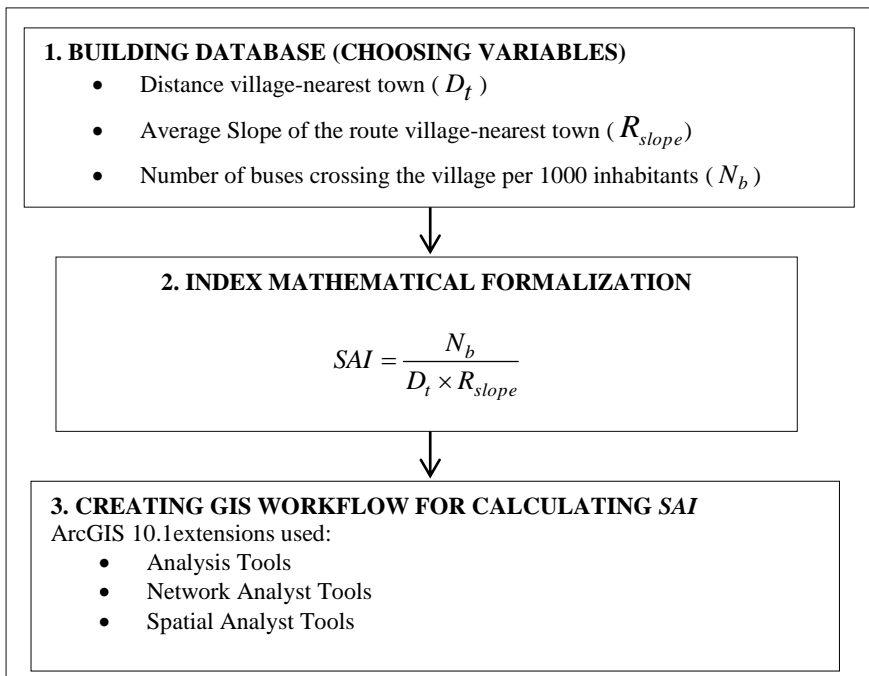 1. BUILDING DATABASE (CHOOSING VARIABLES)
• Distance village-nearest town ( D_t )
• Average Slope of the route village-nearest town ( R_slope)
• Number of buses crossing the village per 1000 inhabitants ( N_b )
2. INDEX MATHEMATICAL FORMALIZATION
SAI = N_b / (D_t × R_slope)
3. CREATING GIS WORKFLOW FOR CALCULATING SAI
ArcGIS 10.1extensions used:
• Analysis Tools
• Network Analyst Tools
• Spatial Analyst Tools